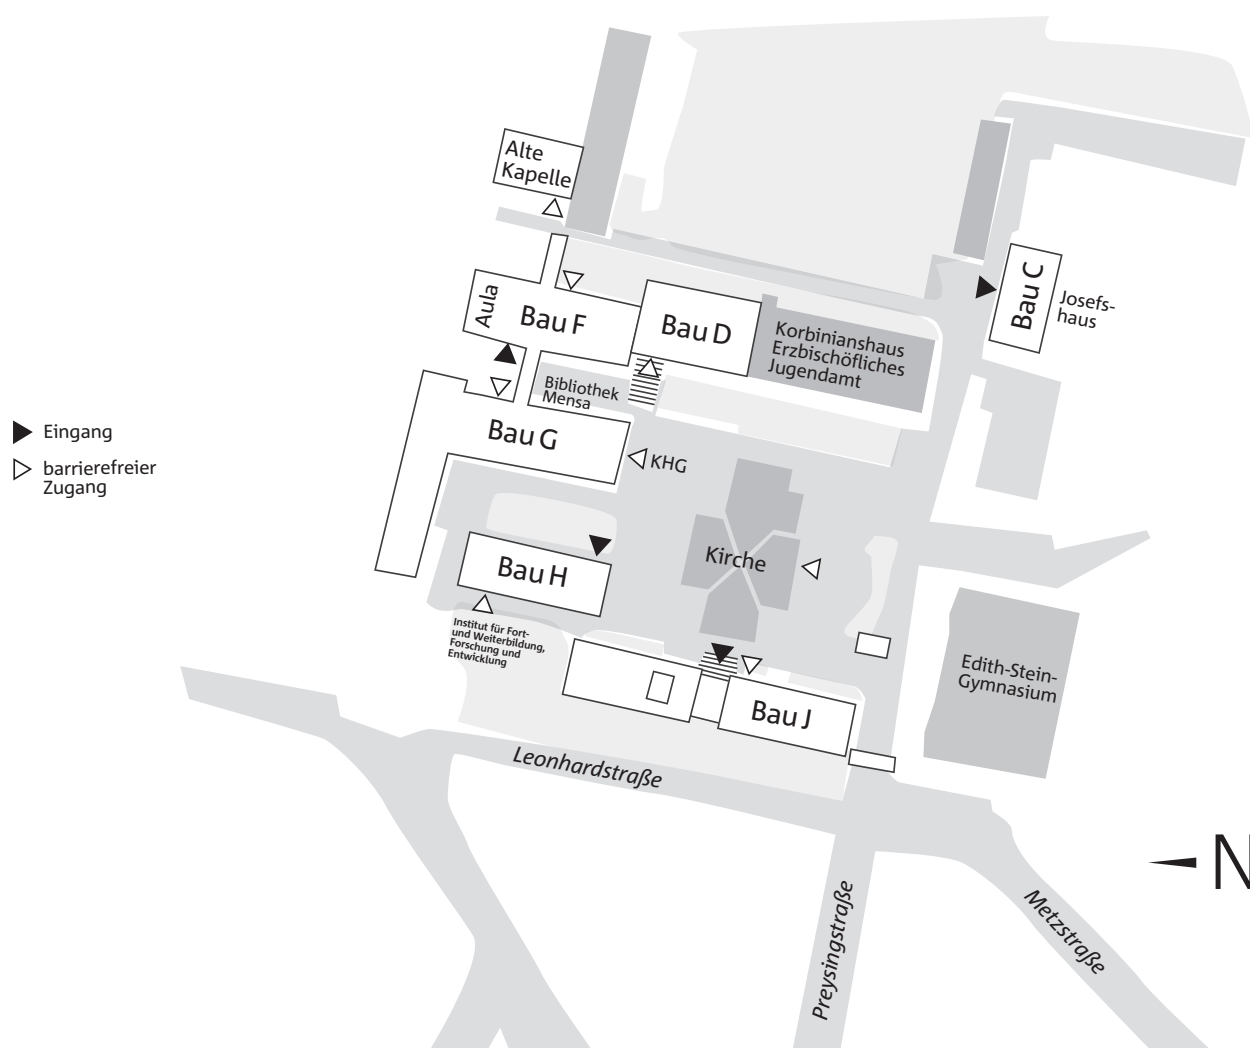 Alte
Kapelle
Aula
Bau F
Bau D
Korbinianshaus
Erzbischöfliches
Jugendamt
Bau C
Josefs-
haus
Bibliothek
Mensa
Eingang
barrierefreier
Zugang
Bau G
KHG
Kirche
Bau H
Institut für Fort-
und Weiterbildung,
Forschung und
Entwicklung
Edith-Stein-
Gymnasium
Bau J
Leonhardstraße
Preysingstraße
Metzstraße
N